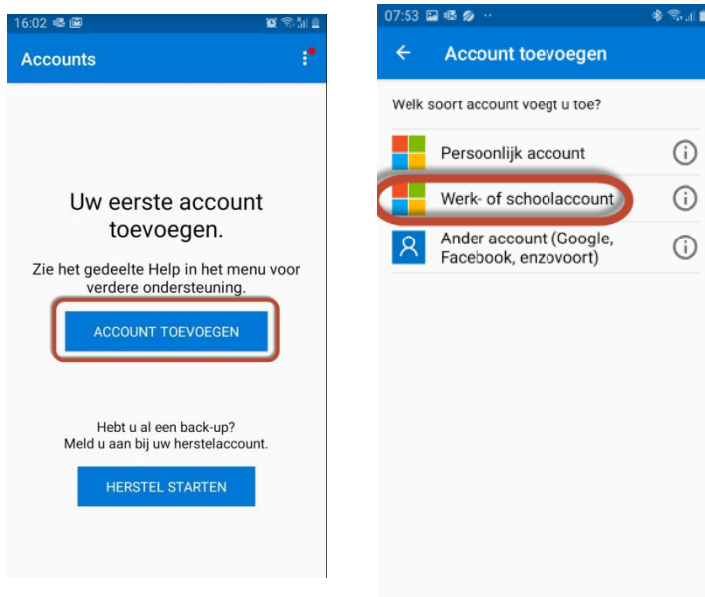 16:02
Accounts
Uw eerste account
toevoegen.
Zie het gedeelte Help in het menu voor
verdere ondersteuning.
ACCOUNT TOEVOEGEN
Hebt u al een back-up?
Meld u aan bij uw herstelaccount.
HERSTEL STARTEN
07:53
Account toevoegen
Welk soort account voegt u toe?
Persoonlijk account
Werk- of schoolaccount
Ander account (Google,
Facebook, enzovoort)